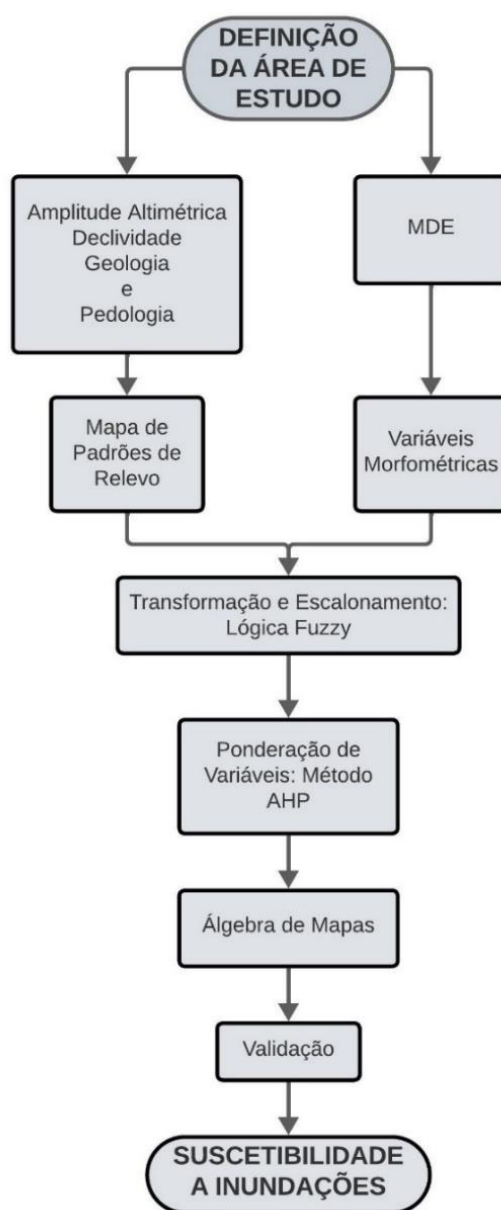 DEFINIÇÃO
DA ÁREA DE
ESTUDO
Amplitude Altimétrica
Declividade
Geologia
e
Pedologia
MDE
Mapa de
Padrões de
Relevo
Variáveis
Morfométricas
Transformação e Escalonamento:
Lógica Fuzzy
Ponderação de
Variáveis: Método
AHP
Álgebra de Mapas
Validação
SUSCETIBILIDADE
A INUNDAÇÕES